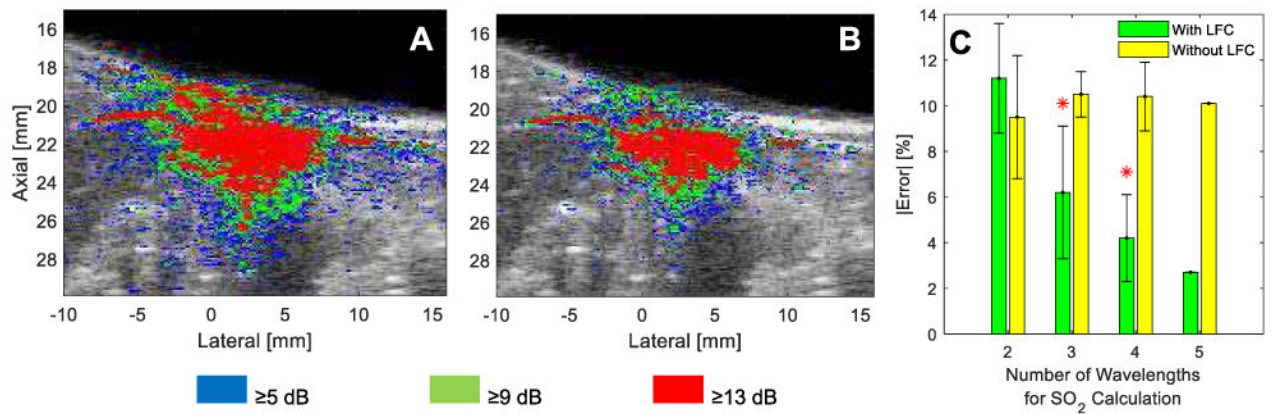 A
16
18
20
22
24
26
28
Axial [mm]
-10
-5
0
5
10
15
Lateral [mm]
B
16
18
20
22
24
26
28
-10
-5
0
5
10
15
Lateral [mm]
≥5 dB
≥9 dB
≥13 dB
C
With LFC
Without LFC
14
12
10
8
6
4
2
0
|Error| [%]
*
*
2
3
4
5
Number of Wavelengths
for SO2 Calculation